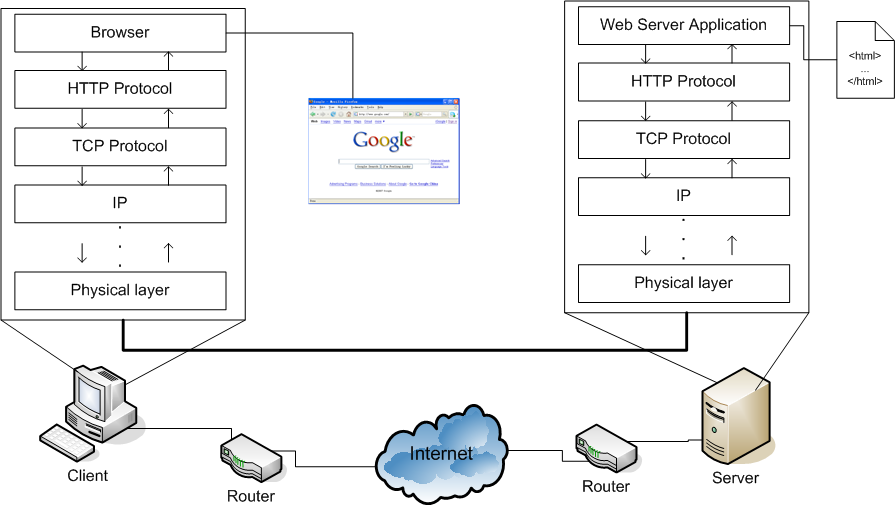 Browser
HTTP Protocol
TCP Protocol
IP
Physical layer
Google
Web Server Application
HTTP Protocol
TCP Protocol
IP
Physical layer
<html>
...
</html>
Client
Router
Internet
Router
Server